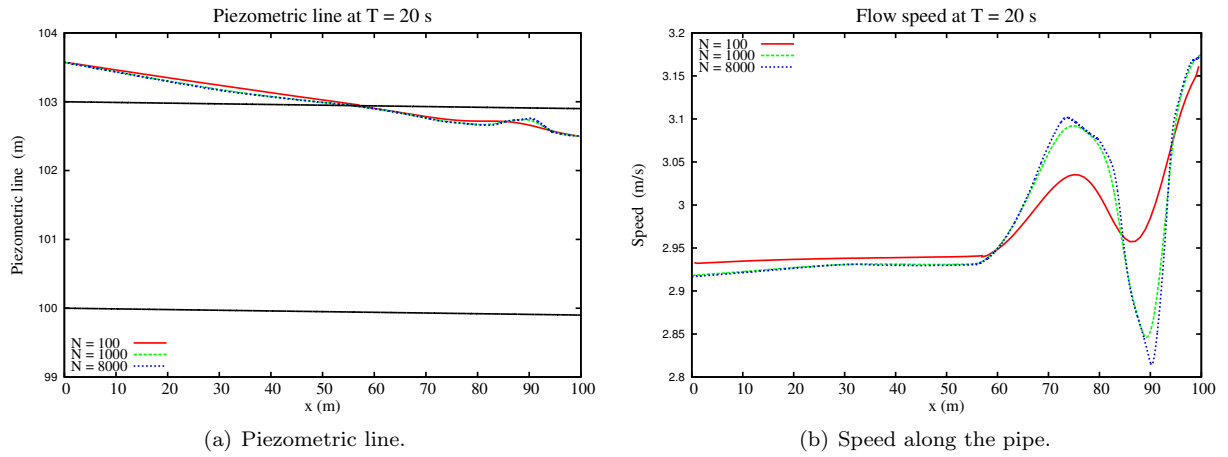 Piezometric line at T = 20 s
104
103
102
101
100
99
Piezometric line (m)
N = 100
N = 1000
N = 8000
0 10 20 30 40 50 60 70 80 90 100
x (m)
(a) Piezometric line.
Flow speed at T = 20 s
3.2
3.15
3.1
3.05
3
2.95
2.9
2.85
2.8
Speed (m/s)
N = 100
N = 1000
N = 8000
0 10 20 30 40 50 60 70 80 90 100
x (m)
(b) Speed along the pipe.